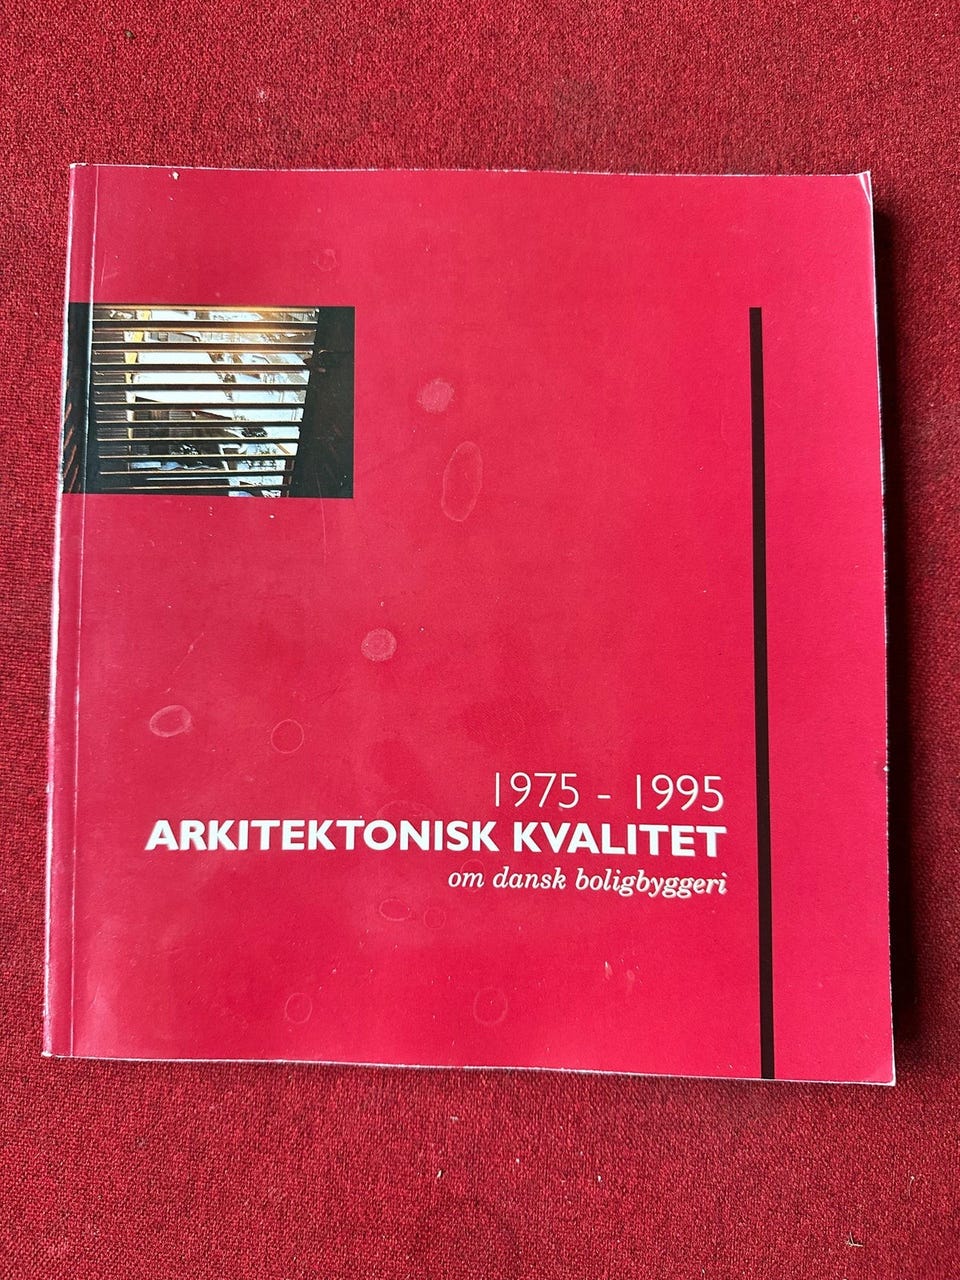 1975 - 1995
ARKITEKTONISK KVALITET
om dansk boligbyggeri